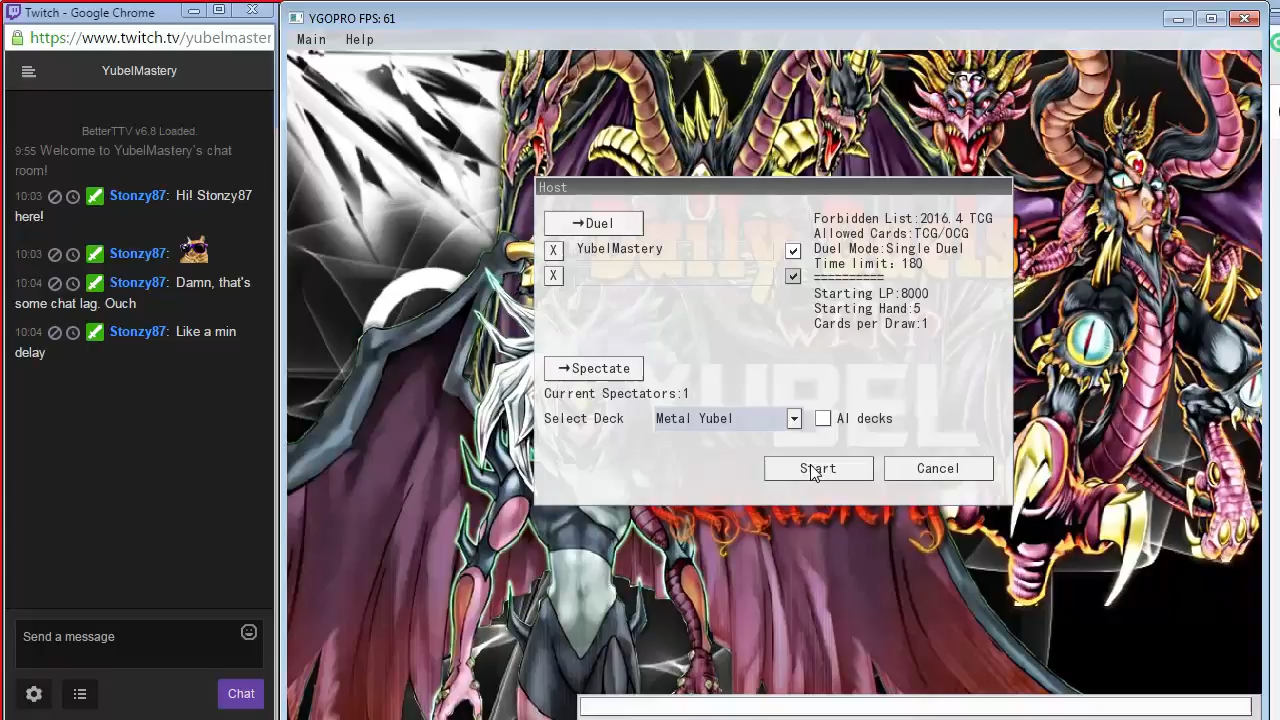 Twitch - Google Chrome
https://www.twitch.tv/yubelmaster
YubelMastery
BetterTTV v6.8 Loaded.
9:55 Welcome to YubelMastery's chat
room!
10:03 Stonzy87: Hi! Stonzy87
here!
10:03 Stonzy87:
10:04 Stonzy87: Damn, that's
some chat lag. Ouch
10:04 Stonzy87: Like a min
delay
Send a message
Chat
YGOPRO FPS: 61
Main Help
Host
→Duel
X YubelMastery
X
Forbidden List:2016.4 TCG
Allowed Cards:TCG/OCG
Duel Mode:Single Duel
Time limit: 180
==========
Starting LP:8000
Starting Hand:5
Cards per Draw:1
→Spectate
Current Spectators:1
Select Deck Metal Yubel AI decks
YUBEL
Start Cancel